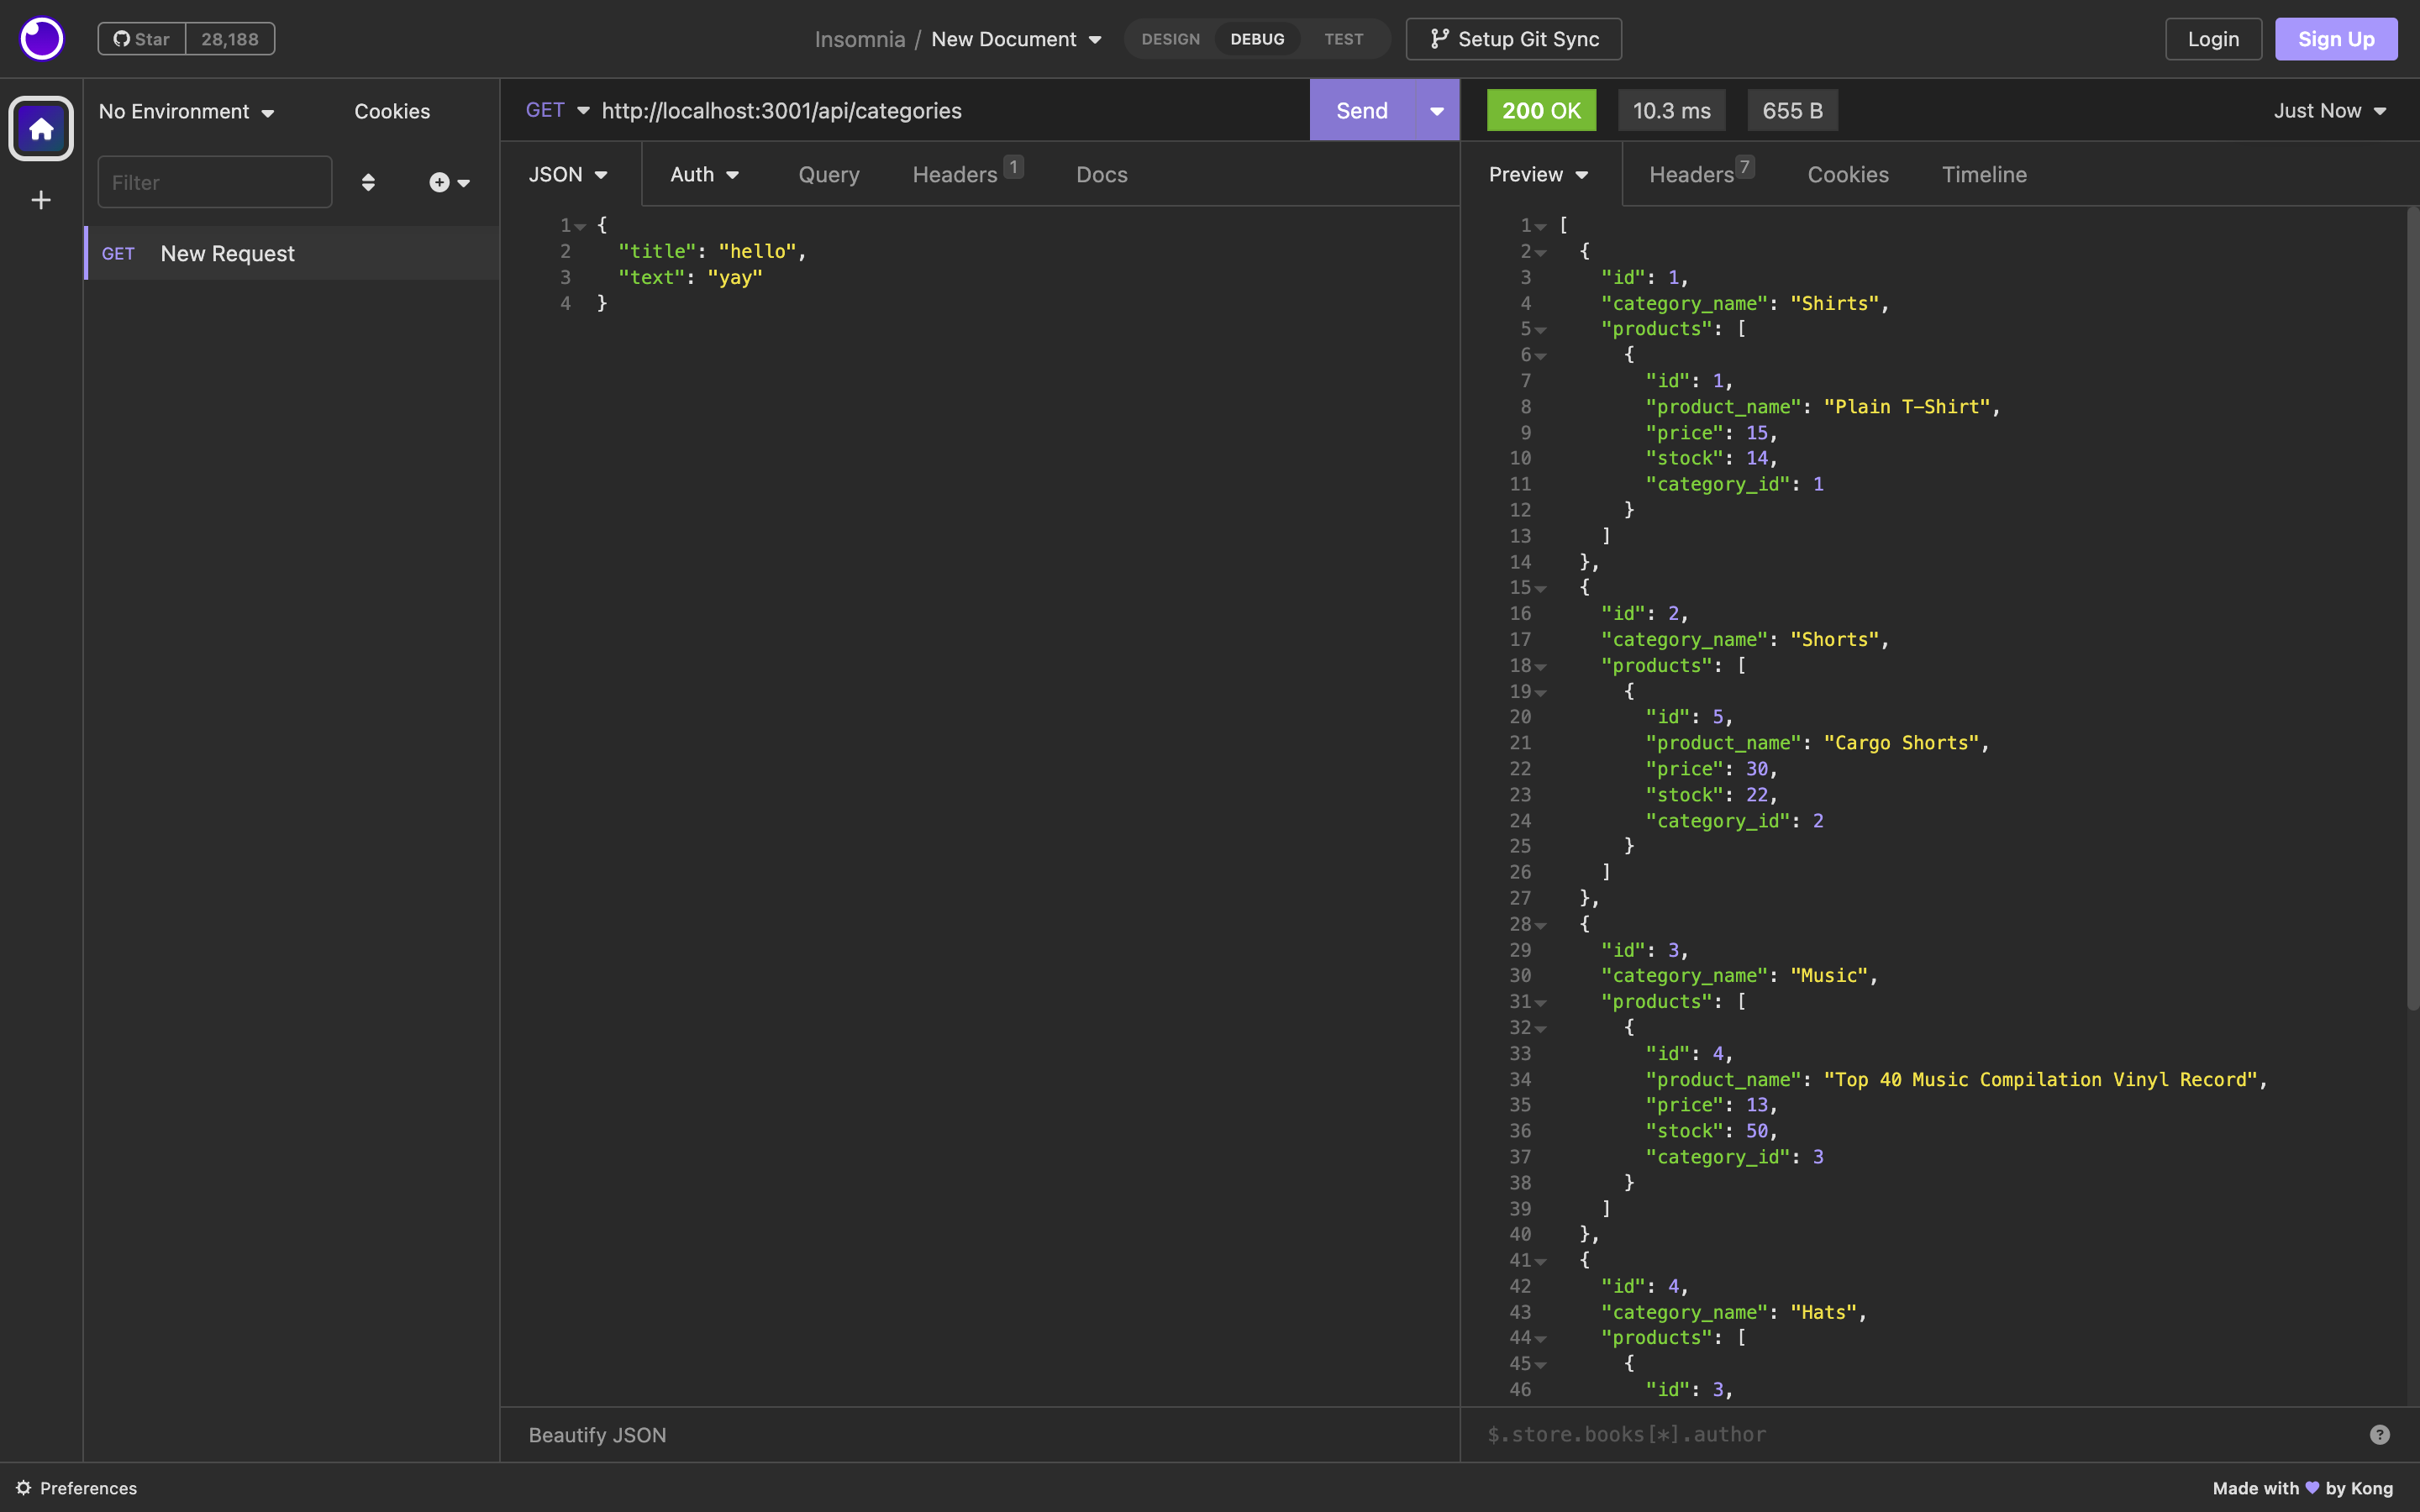 Star 28,188
Insomnia / New Document
DESIGN DEBUG TEST
Setup Git Sync
Login
Sign Up
No Environment
Cookies
Filter
GET New Request
GET http://localhost:3001/api/categories
Send
JSON Auth Query Headers 1 Docs
1 {
2 "title": "hello",
3 "text": "yay"
4 }
Beautify JSON
200 OK 10.3 ms 655 B
Just Now
Preview Headers 7 Cookies Timeline
1 [
2 {
3 "id": 1,
4 "category_name": "Shirts",
5 "products": [
6 {
7 "id": 1,
8 "product_name": "Plain T-Shirt",
9 "price": 15,
10 "stock": 14,
11 "category_id": 1
12 }
13 ]
14 },
15 {
16 "id": 2,
17 "category_name": "Shorts",
18 "products": [
19 {
20 "id": 5,
21 "product_name": "Cargo Shorts",
22 "price": 30,
23 "stock": 22,
24 "category_id": 2
25 }
26 ]
27 },
28 {
29 "id": 3,
30 "category_name": "Music",
31 "products": [
32 {
33 "id": 4,
34 "product_name": "Top 40 Music Compilation Vinyl Record",
35 "price": 13,
36 "stock": 50,
37 "category_id": 3
38 }
39 ]
40 },
41 {
42 "id": 4,
43 "category_name": "Hats",
44 "products": [
45 {
46 "id": 3,
$.store.books[*].author
Preferences
Made with by Kong